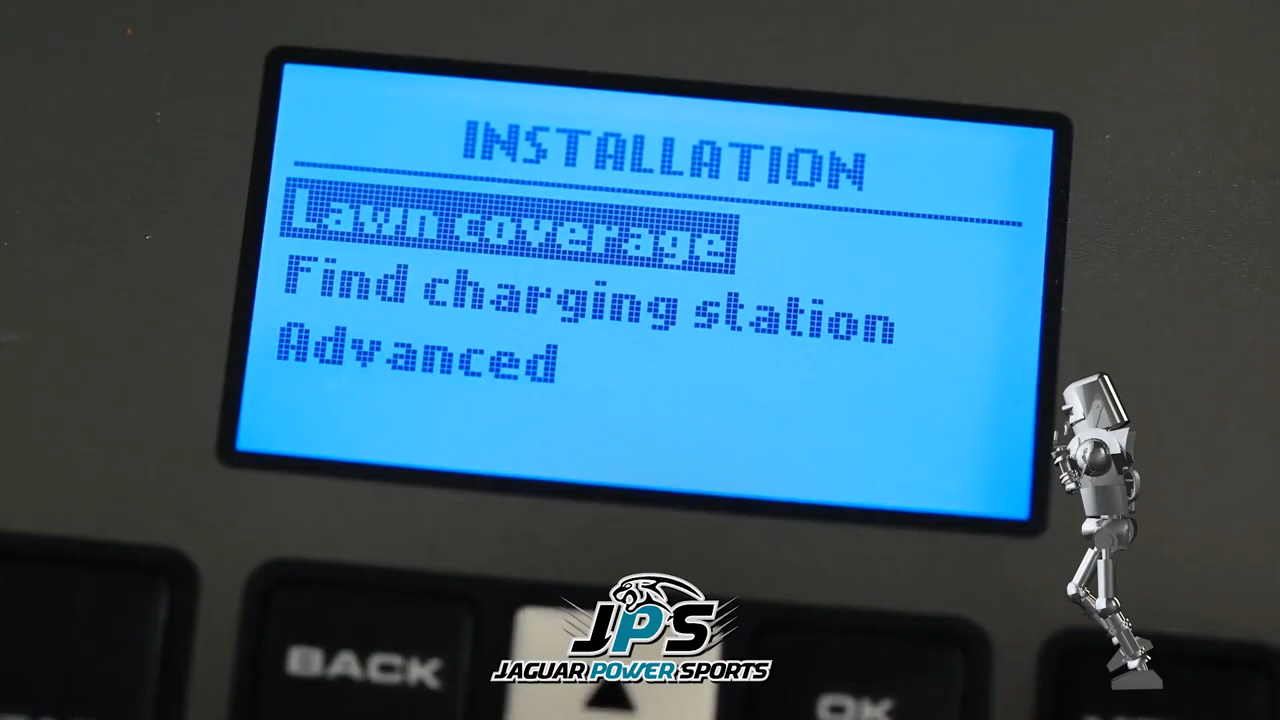 INSTALLATION
Lawn coverage
Find charging station
Advanced
BACK
OK
JPS
JAGUAR POWER SPORTS